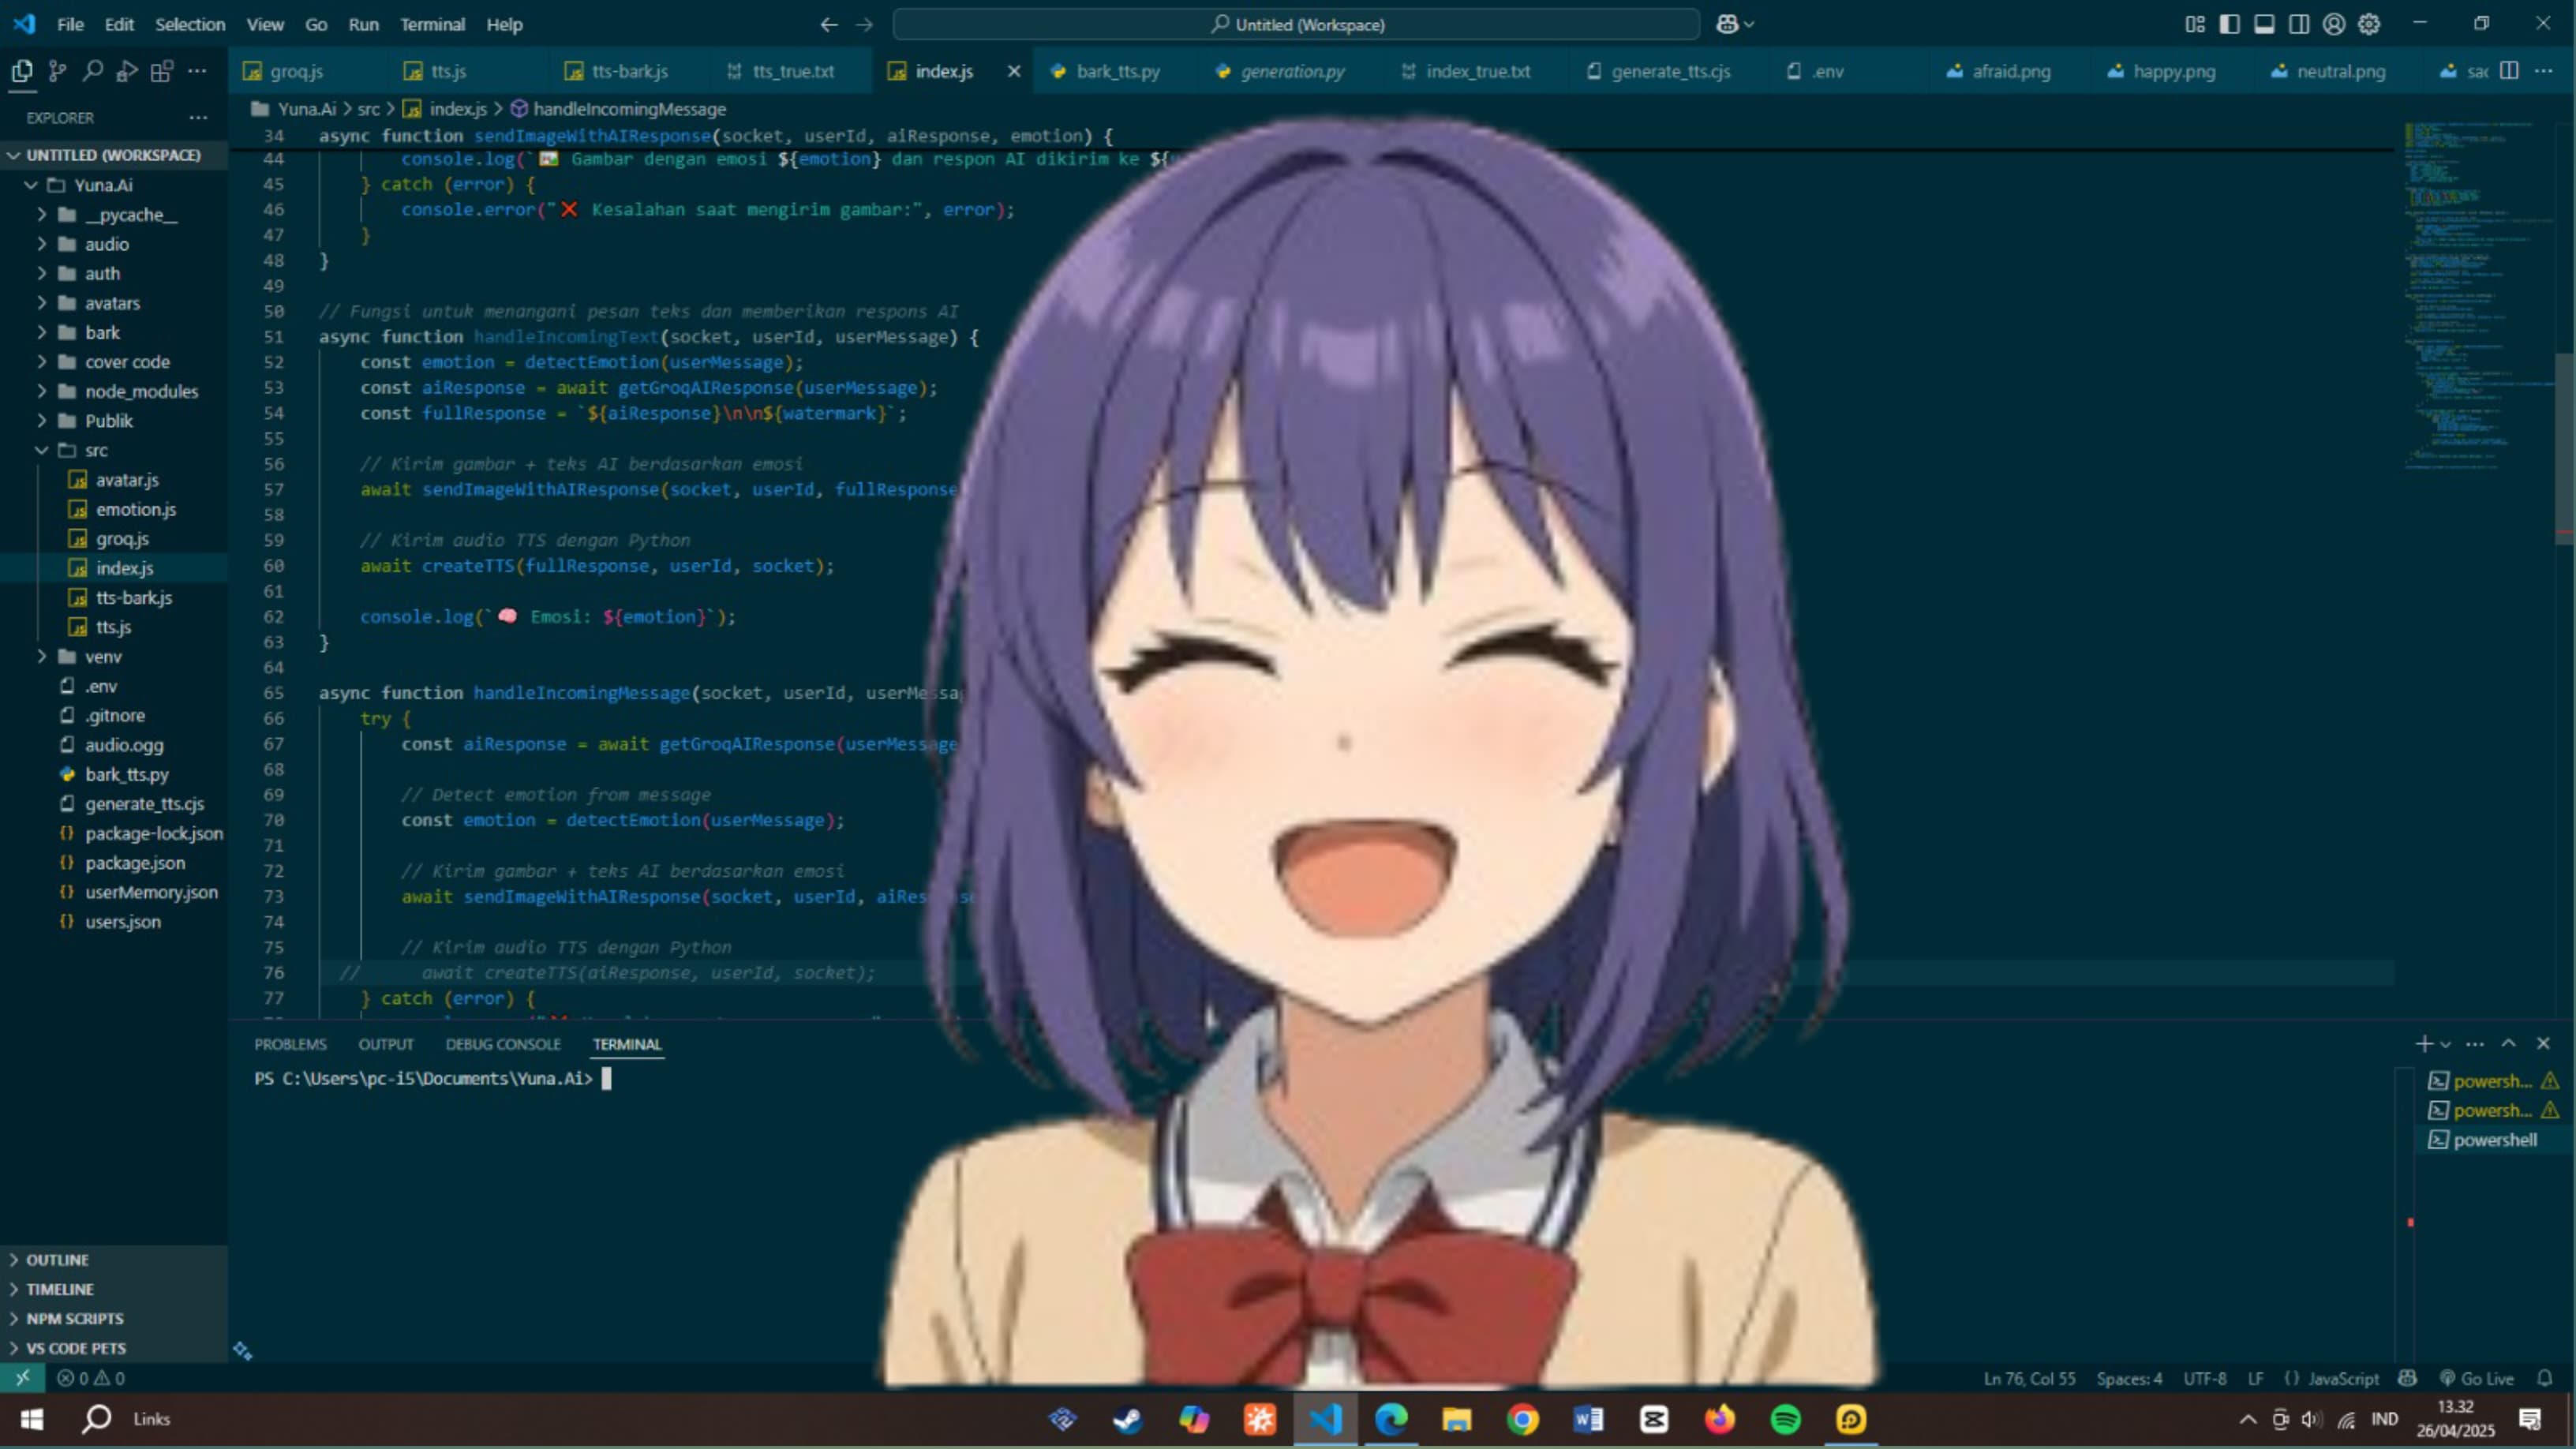 File Edit Selection View Go Run Terminal Help
Untitled (Workspace)
groq.js tts.js tts-bark.js tts_true.txt index.js bark_tts.py generation.py index_true.txt generate_tts.cjs .env afraid.png happy.png neutral.png
EXPLORER
Yuna.Ai > src > index.js > handleIncomingMessage
UNTITLED (WORKSPACE)
Yuna.Ai
__pycache__
audio
auth
avatars
bark
cover code
node_modules
Publik
src
avatar.js
emotion.js
groq.js
index.js
tts-bark.js
tts.js
venv
.env
.gitnore
audio.ogg
bark_tts.py
generate_tts.cjs
package-lock.json
package.json
userMemory.json
users.json
OUTLINE
TIMELINE
NPM SCRIPTS
VS CODE PETS
34 async function sendImageWithAIResponse(socket, userId, aiResponse, emotion) {
44 console.log(`🖼️ Gambar dengan emosi ${emotion} dan respon AI dikirim ke ${
45 } catch (error) {
46 console.error("❌ Kesalahan saat mengirim gambar:", error);
47 }
48 }
49
50 // Fungsi untuk menangani pesan teks dan memberikan respons AI
51 async function handleIncomingText(socket, userId, userMessage) {
52 const emotion = detectEmotion(userMessage);
53 const aiResponse = await getGroqAIResponse(userMessage);
54 const fullResponse = `${aiResponse}\n\n${watermark}`;
55
56 // Kirim gambar + teks AI berdasarkan emosi
57 await sendImageWithAIResponse(socket, userId, fullResponse
58
59 // Kirim audio TTS dengan Python
60 await createTTS(fullResponse, userId, socket);
61
62 console.log(`🧠 Emosi: ${emotion}`);
63 }
64
65 async function handleIncomingMessage(socket, userId, userMessag
66 try {
67 const aiResponse = await getGroqAIResponse(userMessage
68
69 // Detect emotion from message
70 const emotion = detectEmotion(userMessage);
71
72 // Kirim gambar + teks AI berdasarkan emosi
73 await sendImageWithAIResponse(socket, userId, aiResponse
74
75 // Kirim audio TTS dengan Python
76 // await createTTS(aiResponse, userId, socket);
77 } catch (error) {
PROBLEMS OUTPUT DEBUG CONSOLE TERMINAL
PS C:\Users\pc-i5\Documents\Yuna.Ai>
powersh...
powersh...
powershell
0 0
Ln 76, Col 55 Spaces: 4 UTF-8 LF {} JavaScript Go Live
Links
IND
13.32
26/04/2025